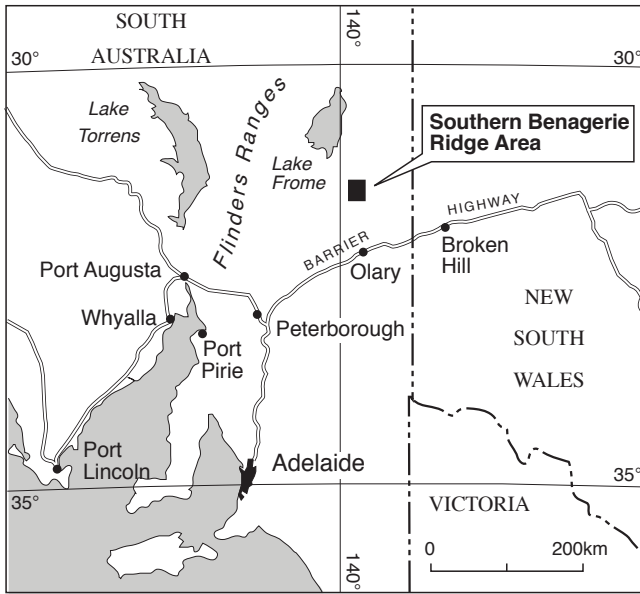 SOUTH
AUSTRALIA
140°
30°
30°
Lake
Torrens
Flinders Ranges
Lake
Frome
Southern Benagerie
Ridge Area
BARRIER
HIGHWAY
Port Augusta
Olary
Broken
Hill
Whyalla
Peterborough
Port
Pirie
NEW
SOUTH
WALES
Port
Lincoln
Adelaide
35°
35°
VICTORIA
140°
0
200km